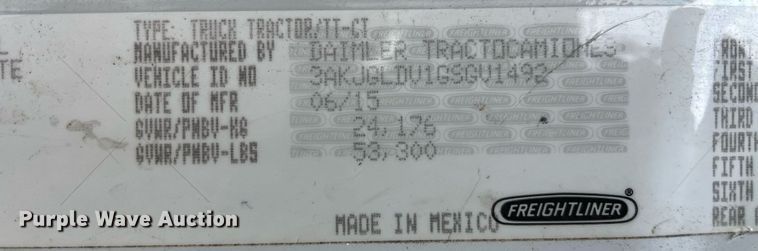 TYPE: TRUCK TRACTOR/TT-CT
MANUFACTURED BY DAIMLER TRACTOCAMIONES
VEHICLE ID NO 3AKJGLDV1GSGV1492
DATE OF MFR 06/15
GVWR/PNBV-KG 24,176
GVWR/PNBV-LBS 53,300
MADE IN MEXICO FREIGHTLINER®
TE
FRONT
FIRST
SECOND
THIRD
FOURTH
FIFTH
SIXTH
REAR
Purple Wave Auction